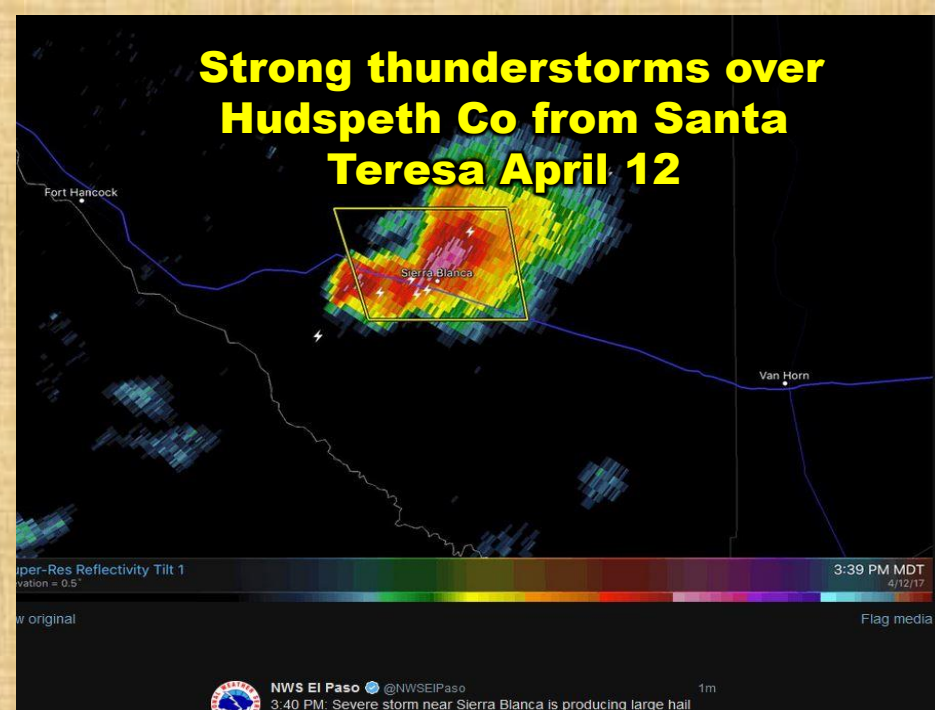 Strong thunderstorms over
Hudspeth Co from Santa
Teresa April 12
Fort Hancock
Sierra Blanca
Van Horn
uper-Res Reflectivity Tilt 1
3:39 PM MDT
evation = 0.5˚
4/12/17
w original
Flag media
NWS El Paso @NWSElPaso
1m
3:40 PM: Severe storm near Sierra Blanca is producing large hail